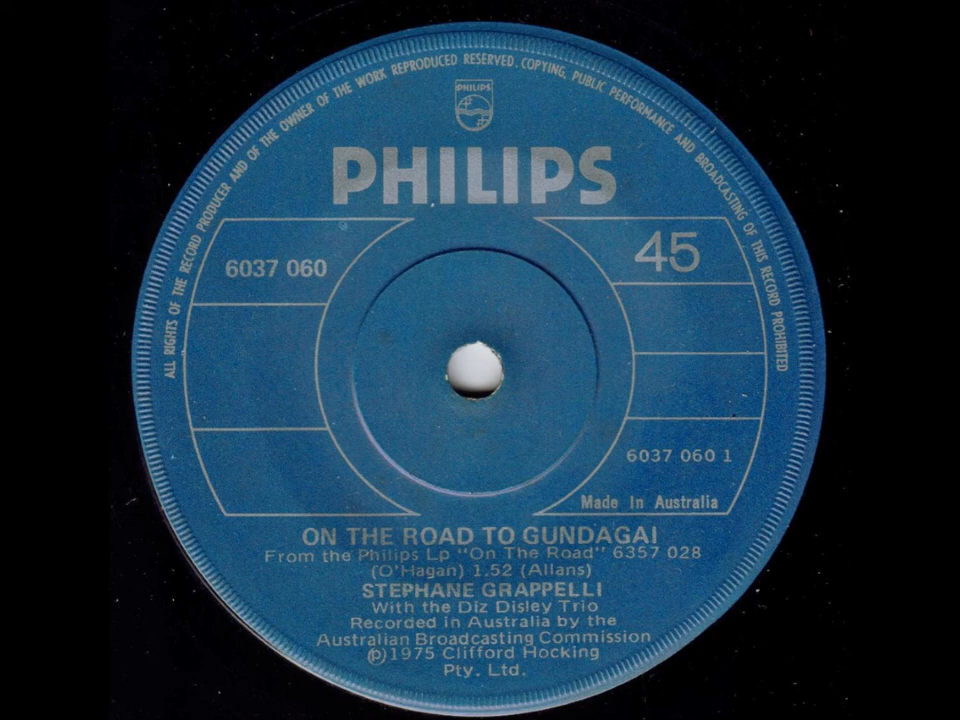 ALL RIGHTS OF THE RECORD PRODUCER AND OF THE OWNER OF THE WORK REPRODUCED RESERVED. COPYING, PUBLIC PERFORMANCE AND BROADCASTING OF THIS RECORD PROHIBITED
PHILIPS
PHILIPS
6037 060
45
6037 060 1
Made In Australia
ON THE ROAD TO GUNDAGAI
From the Philips Lp "On The Road" 6357 028
(O'Hagan) 1.52 (Allans)
STEPHANE GRAPPELLI
With the Diz Disley Trio
Recorded in Australia by the
Australian Broadcasting Commission
℗1975 Clifford Hocking
Pty. Ltd.